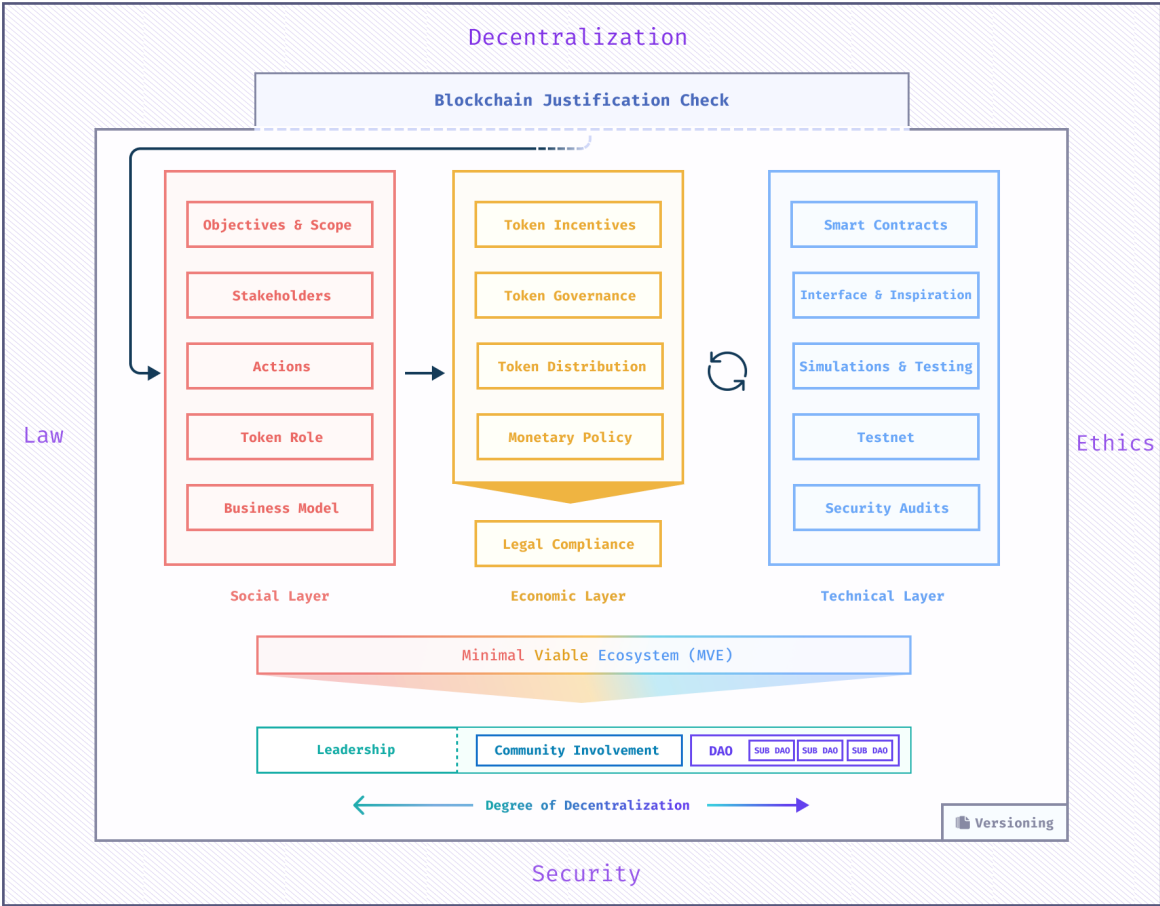 Decentralization
Blockchain Justification Check
Law
Ethics
Objectives & Scope
Stakeholders
Actions
Token Role
Business Model
Social Layer
Token Incentives
Token Governance
Token Distribution
Monetary Policy
Legal Compliance
Economic Layer
Smart Contracts
Interface & Inspiration
Simulations & Testing
Testnet
Security Audits
Technical Layer
Minimal Viable Ecosystem (MVE)
Leadership
Community Involvement
DAO
SUB DAO
SUB DAO
SUB DAO
Degree of Decentralization
Versioning
Security